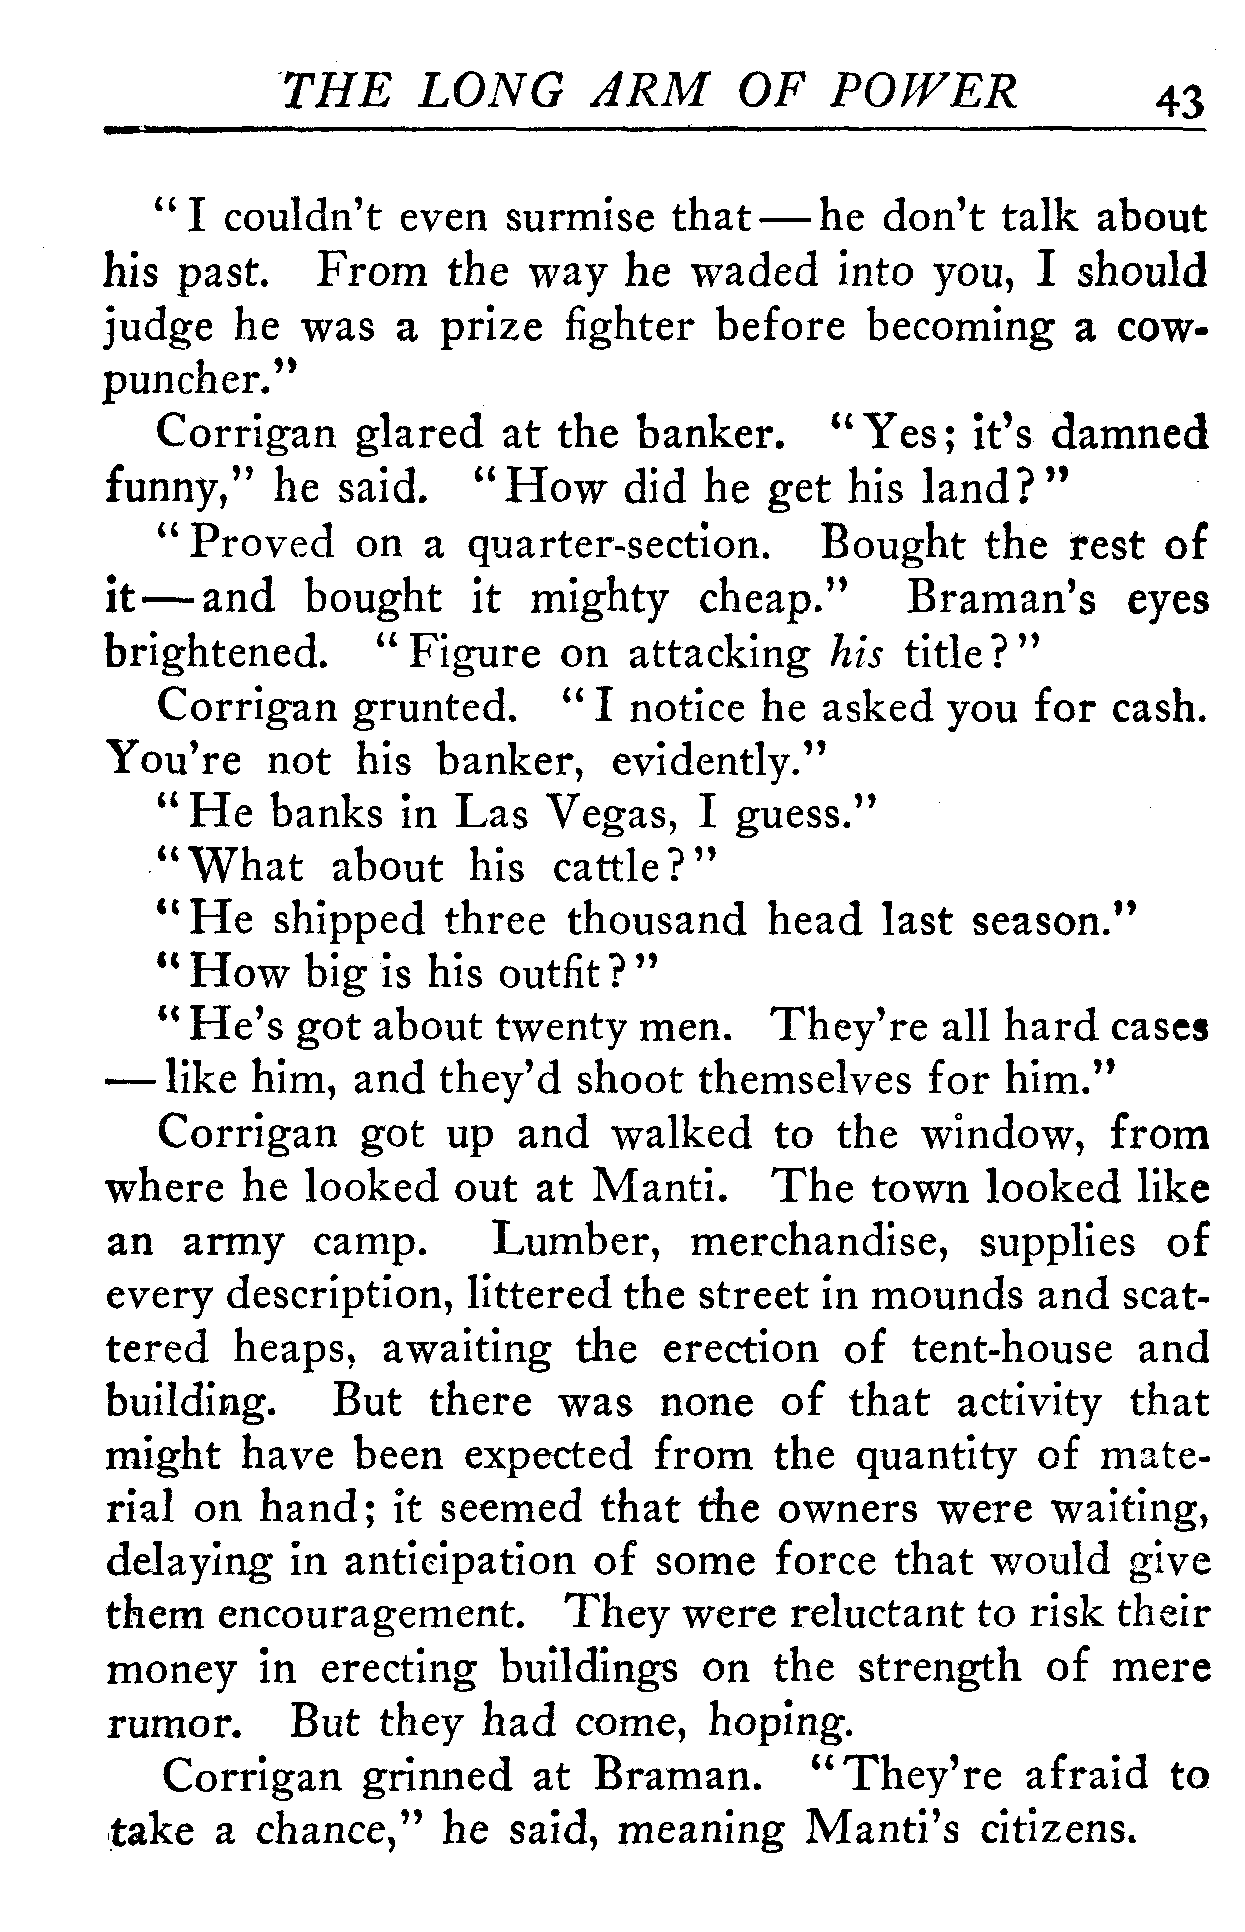 THE LONG ARM OF POWER 43
“I couldn't even surmise that—he don't talk about
his past. From the way he waded into you, I should
judge he was a prize fighter before becoming a cow-
puncher.”
Corrigan glared at the banker. “Yes; it's damned
funny,” he said. “How did he get his land?”
“Proved on a quarter-section. Bought the rest of
it—and bought it mighty cheap.” Braman's eyes
brightened. “Figure on attacking his title?”
Corrigan grunted. “I notice he asked you for cash.
You're not his banker, evidently.”
“He banks in Las Vegas, I guess.”
“What about his cattle?”
“He shipped three thousand head last season.”
“How big is his outfit?”
“He's got about twenty men. They're all hard cases
—like him, and they'd shoot themselves for him.”
Corrigan got up and walked to the window, from
where he looked out at Manti. The town looked like
an army camp. Lumber, merchandise, supplies of
every description, littered the street in mounds and scat-
tered heaps, awaiting the erection of tent-house and
building. But there was none of that activity that
might have been expected from the quantity of mate-
rial on hand; it seemed that the owners were waiting,
delaying in anticipation of some force that would give
them encouragement. They were reluctant to risk their
money in erecting buildings on the strength of mere
rumor. But they had come, hoping.
Corrigan grinned at Braman. “They're afraid to
take a chance,” he said, meaning Manti's citizens.